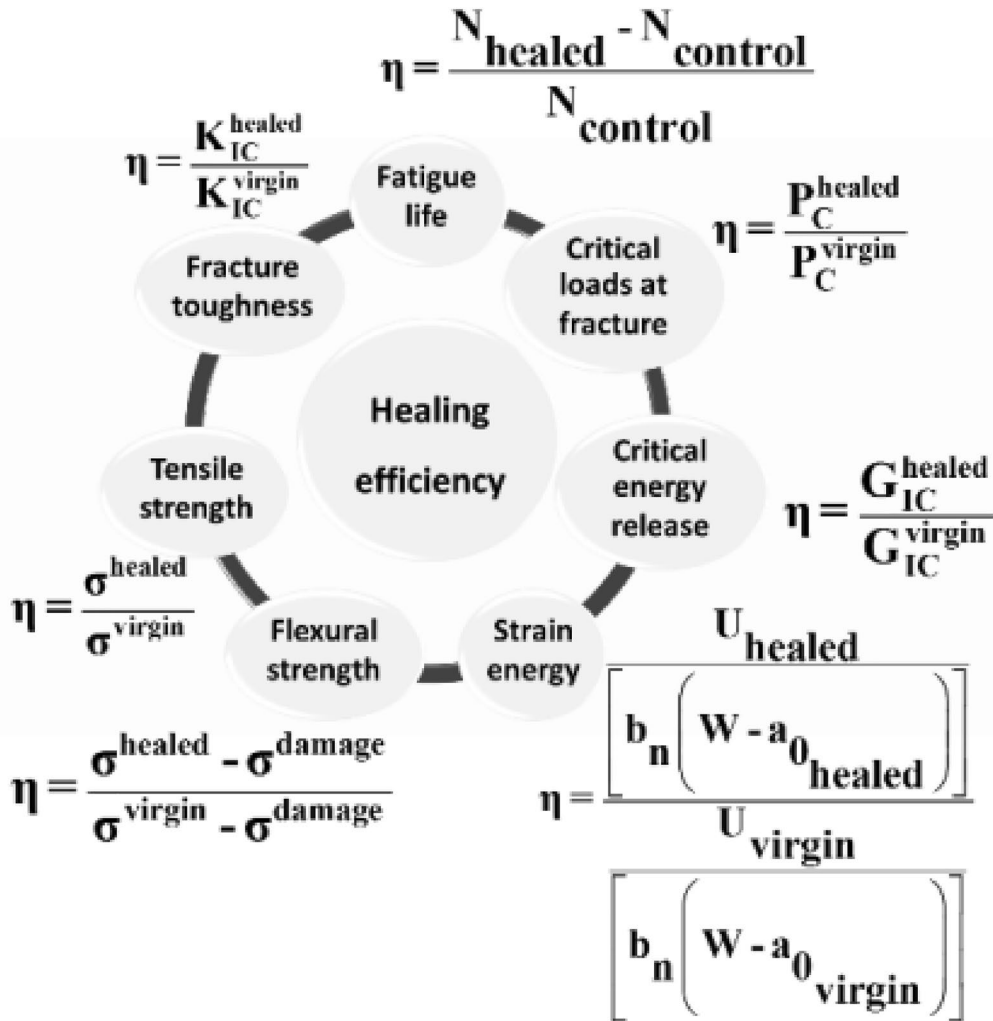 η = (N_healed - N_control) / N_control
η = K_IC^healed / K_IC^virgin
Fatigue
life
η = P_C^healed / P_C^virgin
Fracture
toughness
Critical
loads at
fracture
Healing
efficiency
Tensile
strength
Critical
energy
release
η = G_IC^healed / G_IC^virgin
η = σ^healed / σ^virgin
Flexural
strength
Strain
energy
η = (σ^healed - σ^damage) / (σ^virgin - σ^damage)
η = (U_healed / [b_n (W - a_0_healed)]) / (U_virgin / [b_n (W - a_0_virgin)])